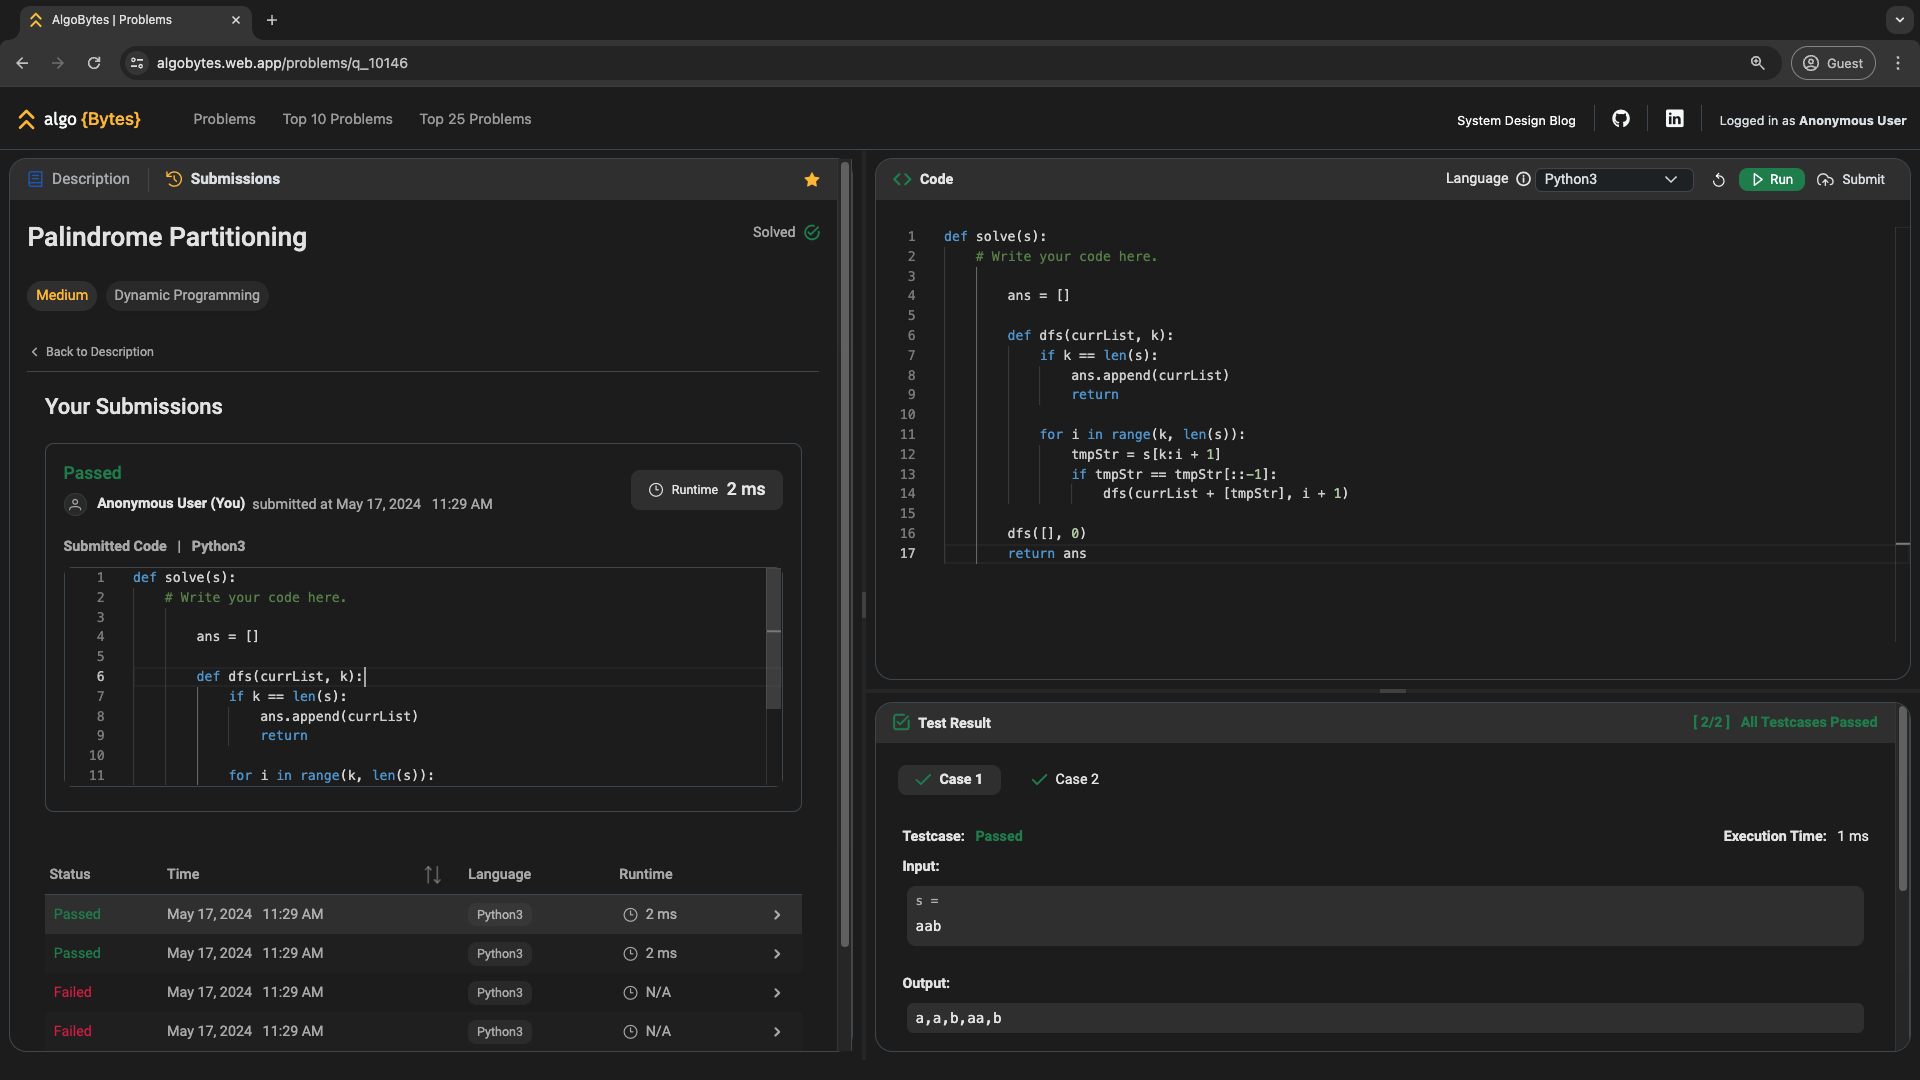 AlgoBytes | Problems
algobytes.web.app/problems/q_10146
Guest
algo {Bytes}
Problems
Top 10 Problems
Top 25 Problems
System Design Blog
Logged in as Anonymous User
Description
Submissions
Palindrome Partitioning
Solved
Medium
Dynamic Programming
Back to Description
Your Submissions
Passed
Anonymous User (You) submitted at May 17, 2024 11:29 AM
Runtime 2 ms
Submitted Code | Python3
1 def solve(s):
2 # Write your code here.
3
4 ans = []
5
6 def dfs(currList, k):
7 if k == len(s):
8 ans.append(currList)
9 return
10
11 for i in range(k, len(s)):
Status Time Language Runtime
Passed May 17, 2024 11:29 AM Python3 2 ms
Passed May 17, 2024 11:29 AM Python3 2 ms
Failed May 17, 2024 11:29 AM Python3 N/A
Failed May 17, 2024 11:29 AM Python3 N/A
Code
Language
Python3
Run
Submit
1 def solve(s):
2 # Write your code here.
3
4 ans = []
5
6 def dfs(currList, k):
7 if k == len(s):
8 ans.append(currList)
9 return
10
11 for i in range(k, len(s)):
12 tmpStr = s[k:i + 1]
13 if tmpStr == tmpStr[::-1]:
14 dfs(currList + [tmpStr], i + 1)
15
16 dfs([], 0)
17 return ans
Test Result
[ 2/2 ] All Testcases Passed
Case 1
Case 2
Testcase: Passed
Execution Time: 1 ms
Input:
s =
aab
Output:
a,a,b,aa,b